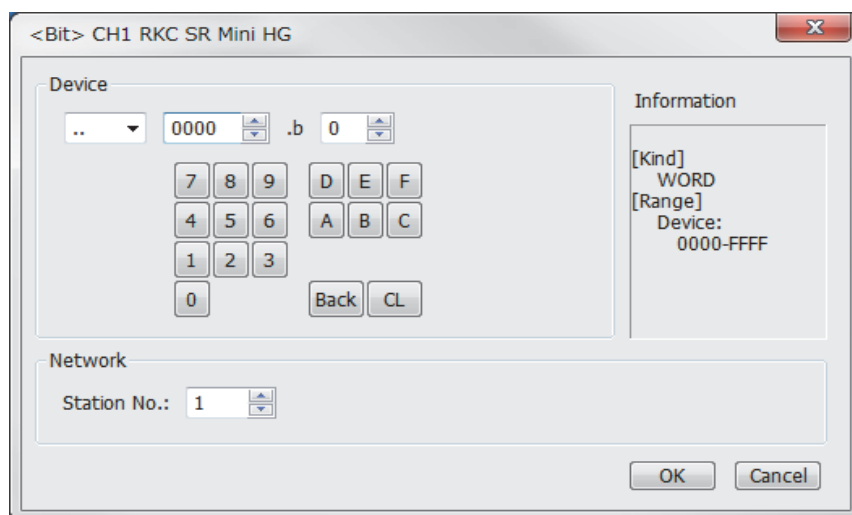 <Bit> CH1 RKC SR Mini HG
Device
.. 0000 .b 0
7 8 9 D E F
4 5 6 A B C
1 2 3
0 Back CL
Information
[Kind]
WORD
[Range]
Device:
0000-FFFF
Network
Station No.: 1
OK Cancel